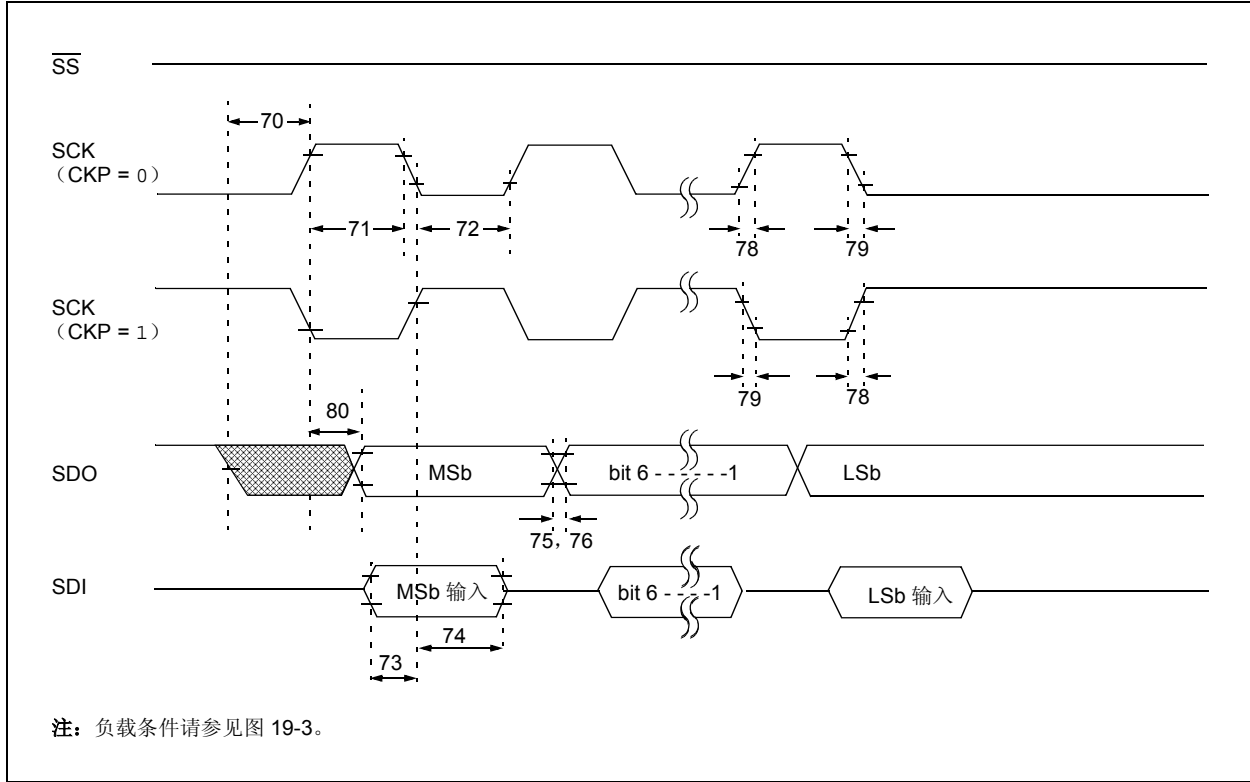 SS
70
SCK
（CKP = 0）
71
72
78
79
SCK
（CKP = 1）
79
78
80
SDO
MSb
bit 6 - - - - - -1
LSb
75，76
SDI
MSb 输入
bit 6 - - - -1
LSb 输入
74
73
注：负载条件请参见图 19-3。